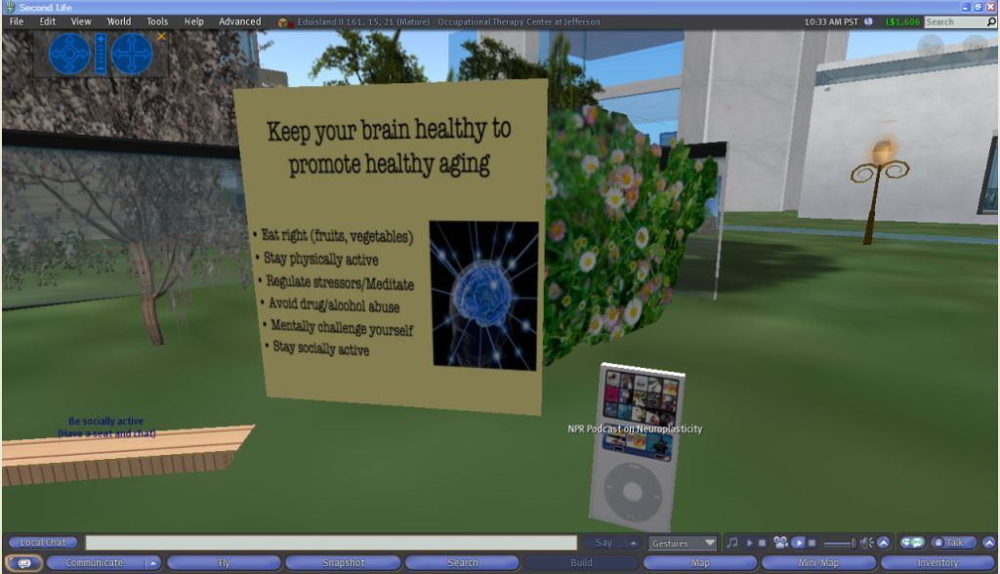 Second Life
File Edit View World Tools Help Advanced Eduisland II 161, 15, 21 (Mature) - Occupational Therapy Center at Jefferson 10:33 AM PST L$1,606 Search
Keep your brain healthy to
promote healthy aging
• Eat right (fruits, vegetables)
• Stay physically active
• Regulate stressors/Meditate
• Avoid drug/alcohol abuse
• Mentally challenge yourself
• Stay socially active
Be socially active
(Have a seat and chat)
NPR Podcast on Neuroplasticity
Local Chat Say Gestures Talk
Communicate Fly Snapshot Search Build Map Mini-Map Inventory